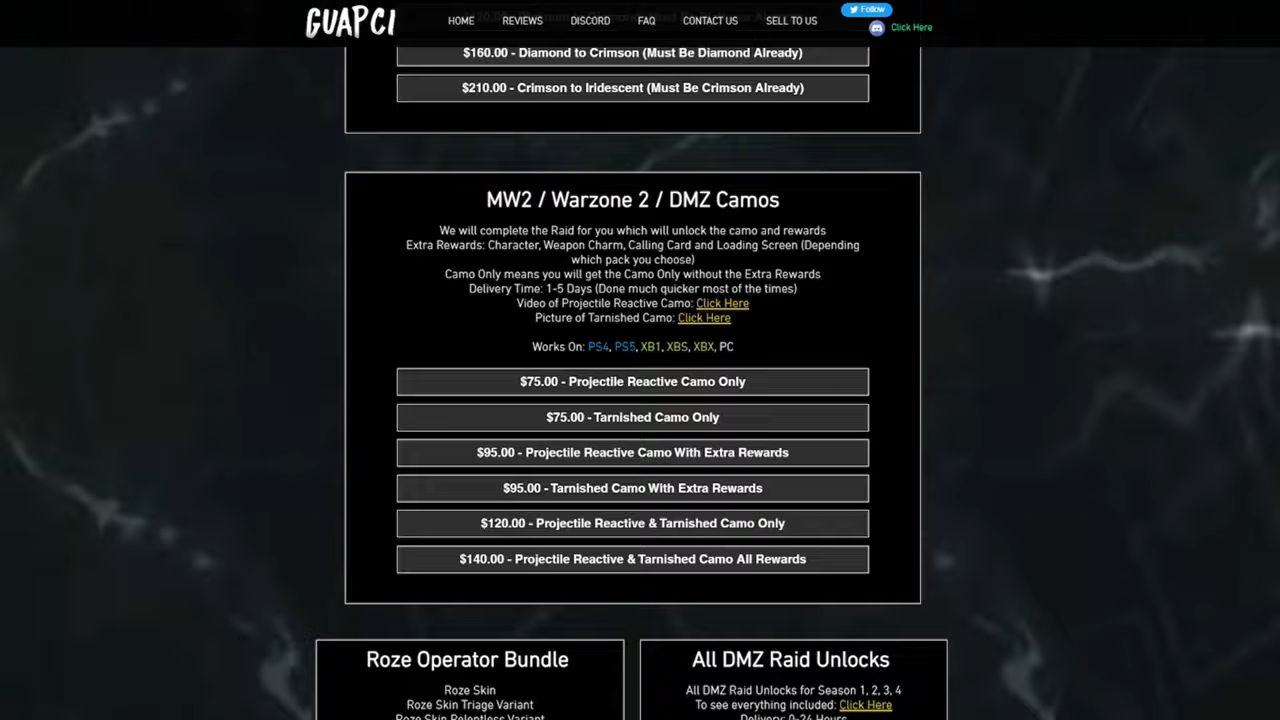 GUAPCI
HOME
REVIEWS
DISCORD
FAQ
CONTACT US
SELL TO US
Follow
Click Here
$160.00 - Diamond to Crimson (Must Be Diamond Already)
$210.00 - Crimson to Iridescent (Must Be Crimson Already)
MW2 / Warzone 2 / DMZ Camos
We will complete the Raid for you which will unlock the camo and rewards
Extra Rewards: Character, Weapon Charm, Calling Card and Loading Screen (Depending
which pack you choose)
Camo Only means you will get the Camo Only without the Extra Rewards
Delivery Time: 1-5 Days (Done much quicker most of the times)
Video of Projectile Reactive Camo: Click Here
Picture of Tarnished Camo: Click Here
Works On: PS4, PS5, XB1, XBS, XBX, PC
$75.00 - Projectile Reactive Camo Only
$75.00 - Tarnished Camo Only
$95.00 - Projectile Reactive Camo With Extra Rewards
$95.00 - Tarnished Camo With Extra Rewards
$120.00 - Projectile Reactive & Tarnished Camo Only
$140.00 - Projectile Reactive & Tarnished Camo All Rewards
Roze Operator Bundle
Roze Skin
Roze Skin Triage Variant
Roze Skin Relentless Variant
All DMZ Raid Unlocks
All DMZ Raid Unlocks for Season 1, 2, 3, 4
To see everything included: Click Here
Delivery: 0-24 Hours